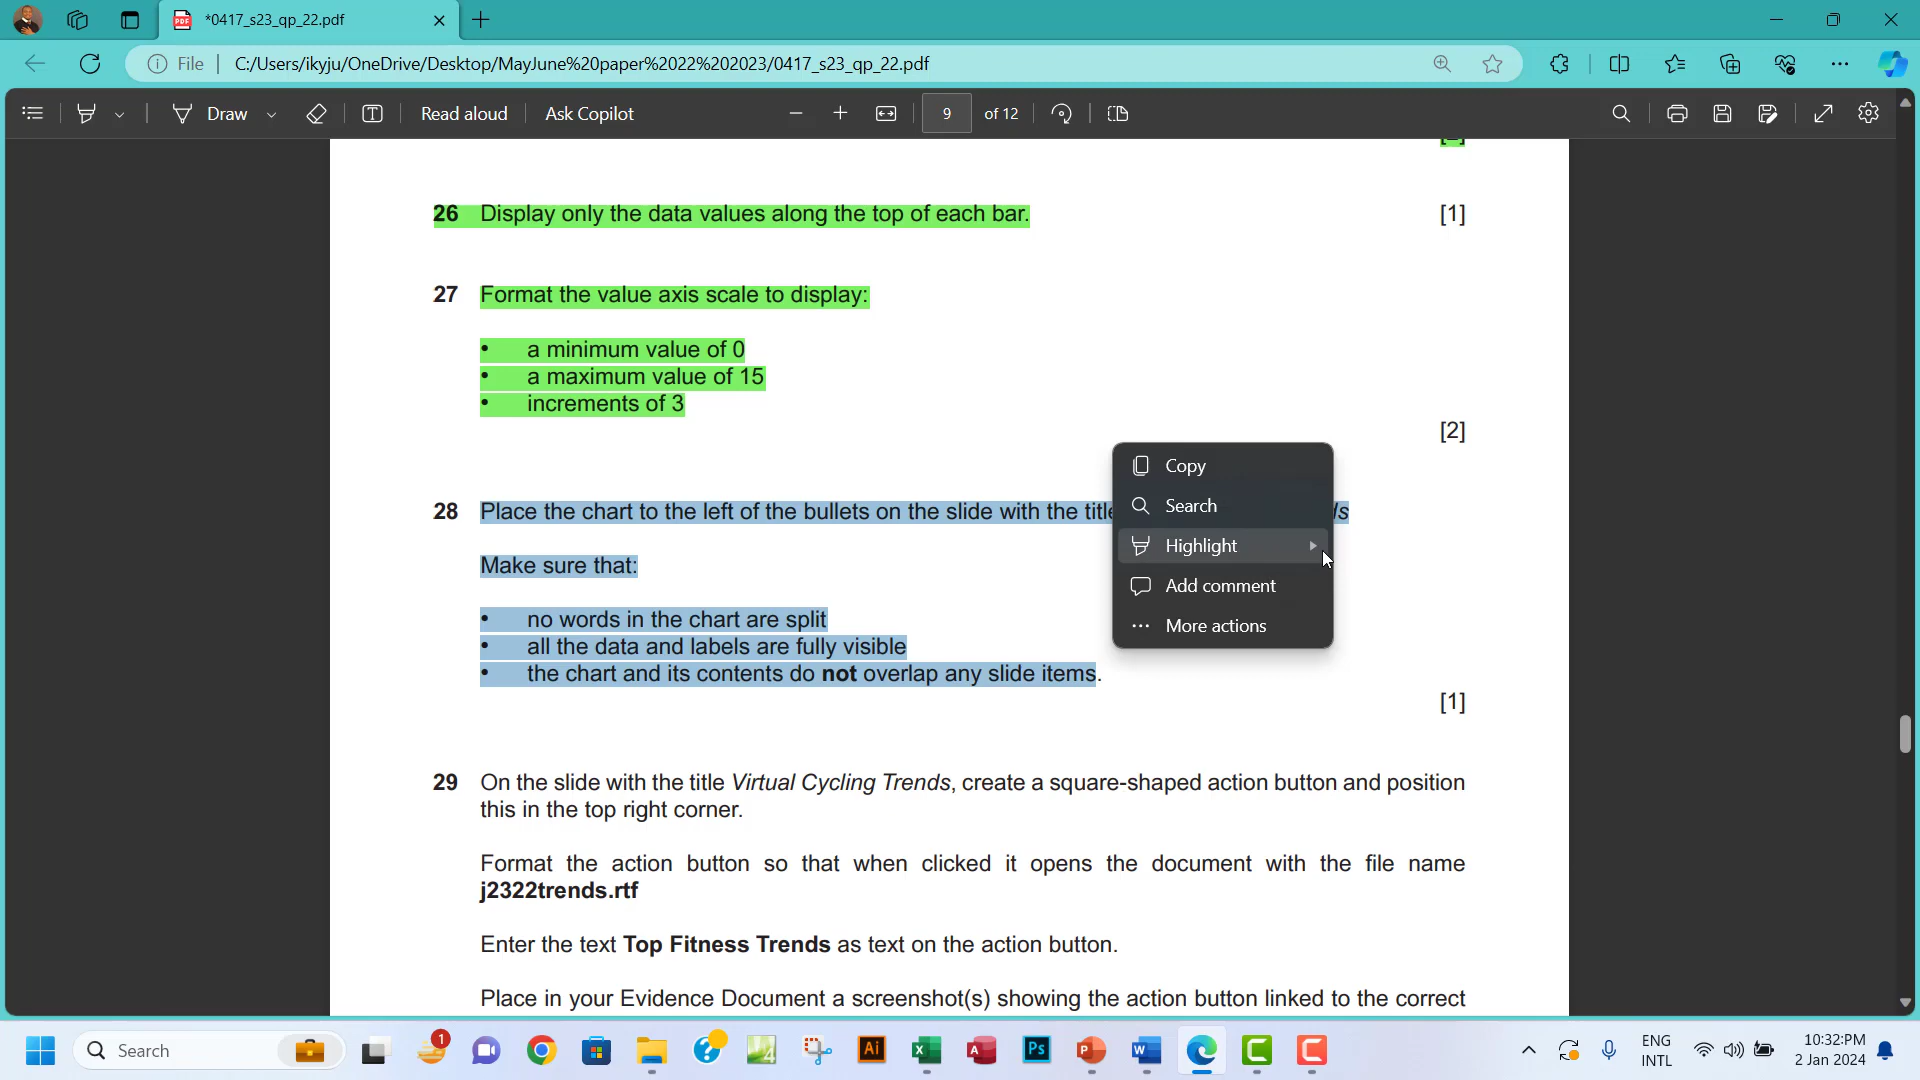 *0417_s23_qp_22.pdf
File
C:/Users/ikyju/OneDrive/Desktop/MayJune%20paper%2022%202023/0417_s23_qp_22.pdf
Draw
Read aloud
Ask Copilot
9
of 12
26 Display only the data values along the top of each bar. [1]
27 Format the value axis scale to display:
• a minimum value of 0
• a maximum value of 15
• increments of 3
[2]
28 Place the chart to the left of the bullets on the slide with the title
Make sure that:
• no words in the chart are split
• all the data and labels are fully visible
• the chart and its contents do not overlap any slide items.
[1]
Copy
Search
Highlight
Add comment
More actions
29 On the slide with the title Virtual Cycling Trends, create a square-shaped action button and position
this in the top right corner.
Format the action button so that when clicked it opens the document with the file name
j2322trends.rtf
Enter the text Top Fitness Trends as text on the action button.
Place in your Evidence Document a screenshot(s) showing the action button linked to the correct
Search
1
Ai
Ps
ENG
INTL
10:32:PM
2 Jan 2024